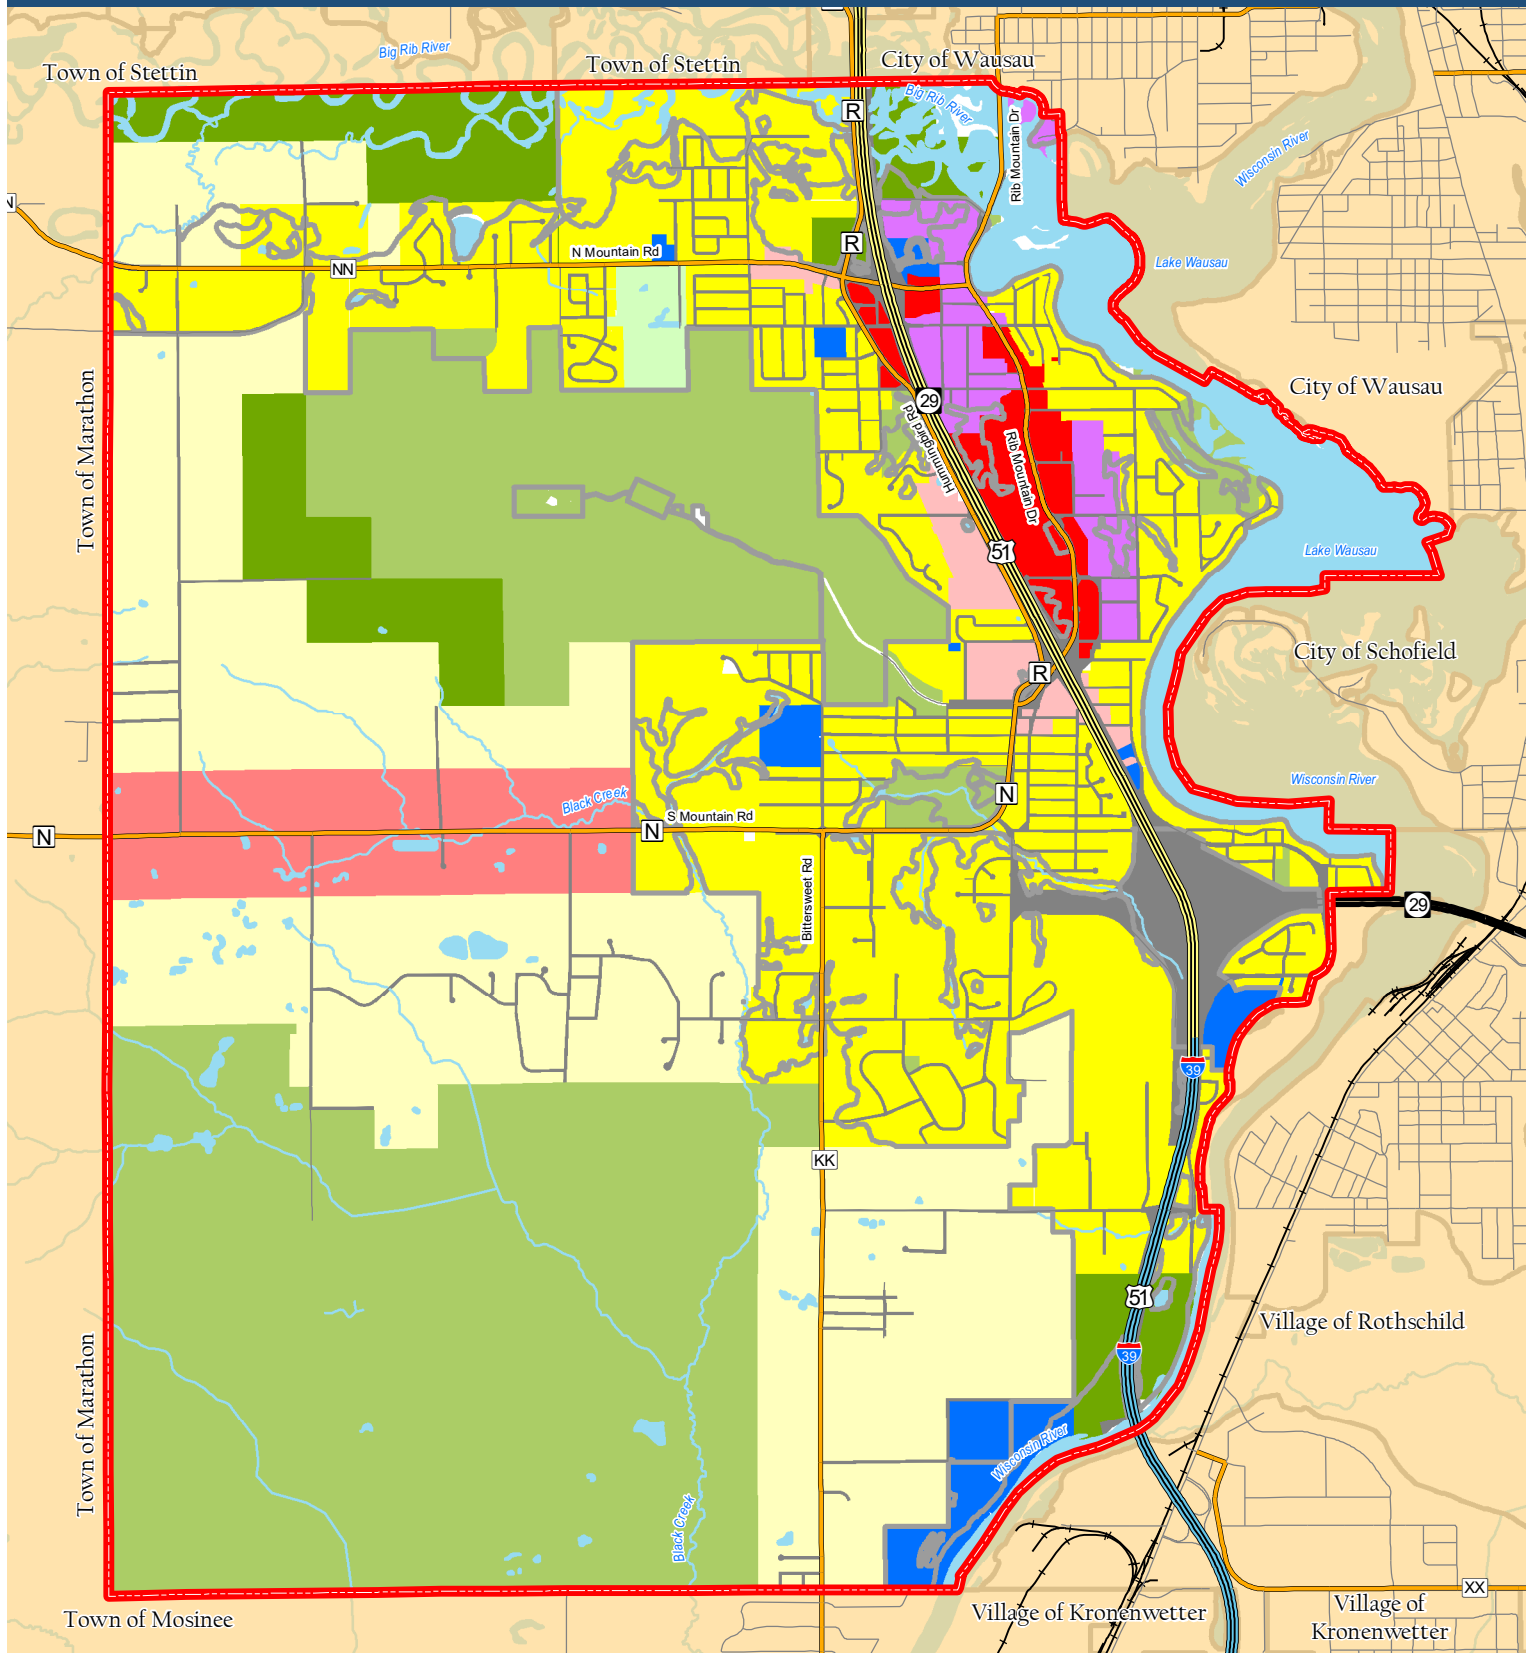 Big Rib River
Town of Stettin
Town of Stettin
City of Wausau
Big Rib River
R
Rib Mountain Dr
Wisconsin River
N
R
N Mountain Rd
NN
Lake Wausau
Town of Marathon
City of Wausau
29
Hummingbird Rd
Rib Mountain Dr
51
Lake Wausau
City of Schofield
R
Wisconsin River
Black Creek
N
S Mountain Rd
N
N
Bittersweet Rd
29
39
KK
51
Village of Rothschild
39
Town of Marathon
Wisconsin River
Black Creek
XX
Town of Mosinee
Village of Kronenwetter
Village of
Kronenwetter